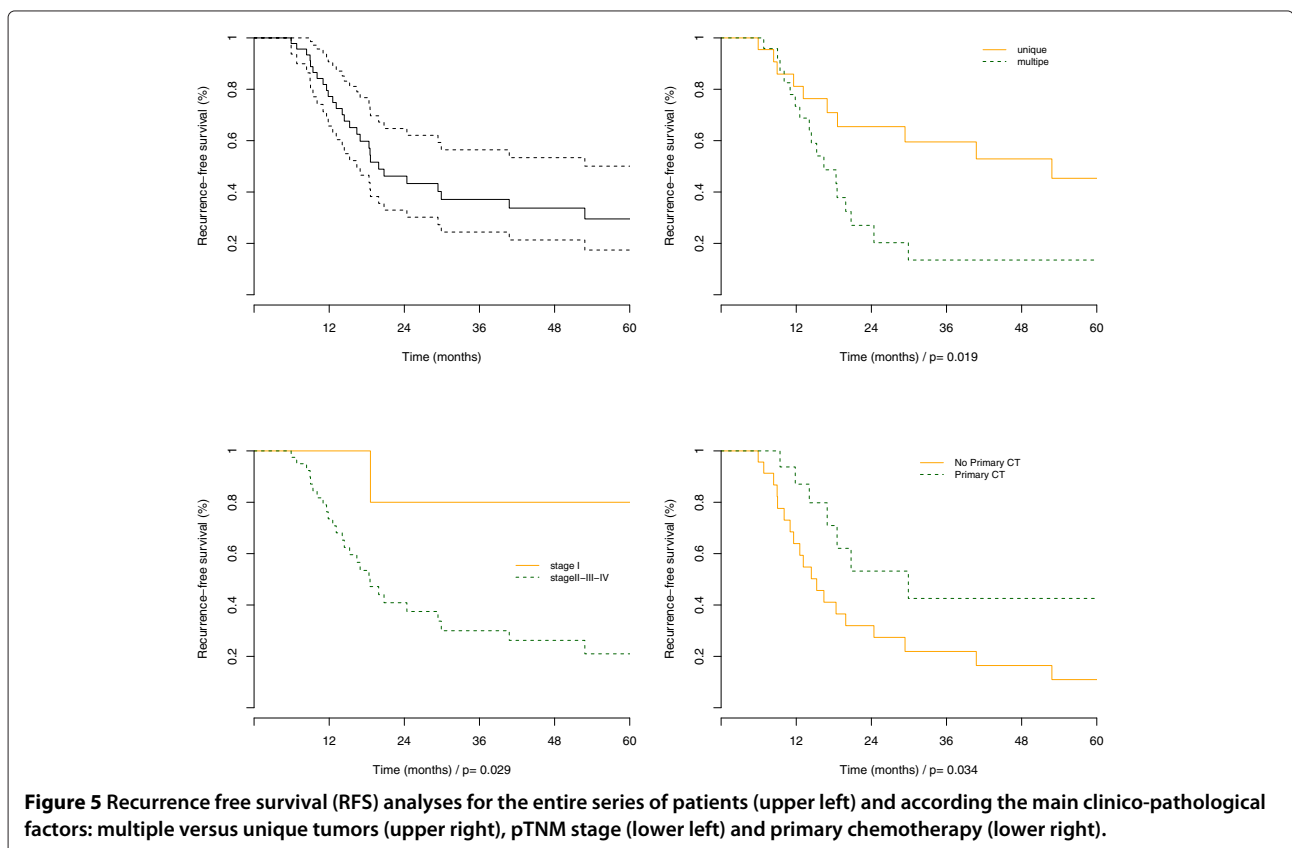 1
0.8
0.6
0.4
0.2
Recurrence−free survival (%)
12 24 36 48 60
Time (months)
1
0.8
0.6
0.4
0.2
Recurrence−free survival (%)
unique
multipe
12 24 36 48 60
Time (months) / p= 0.019
1
0.8
0.6
0.4
0.2
Recurrence−free survival (%)
stage I
stageII−III−IV
12 24 36 48 60
Time (months) / p= 0.029
1
0.8
0.6
0.4
0.2
Recurrence−free survival (%)
No Primary CT
Primary CT
12 24 36 48 60
Time (months) / p= 0.034
Figure 5 Recurrence free survival (RFS) analyses for the entire series of patients (upper left) and according the main clinico-pathological
factors: multiple versus unique tumors (upper right), pTNM stage (lower left) and primary chemotherapy (lower right).